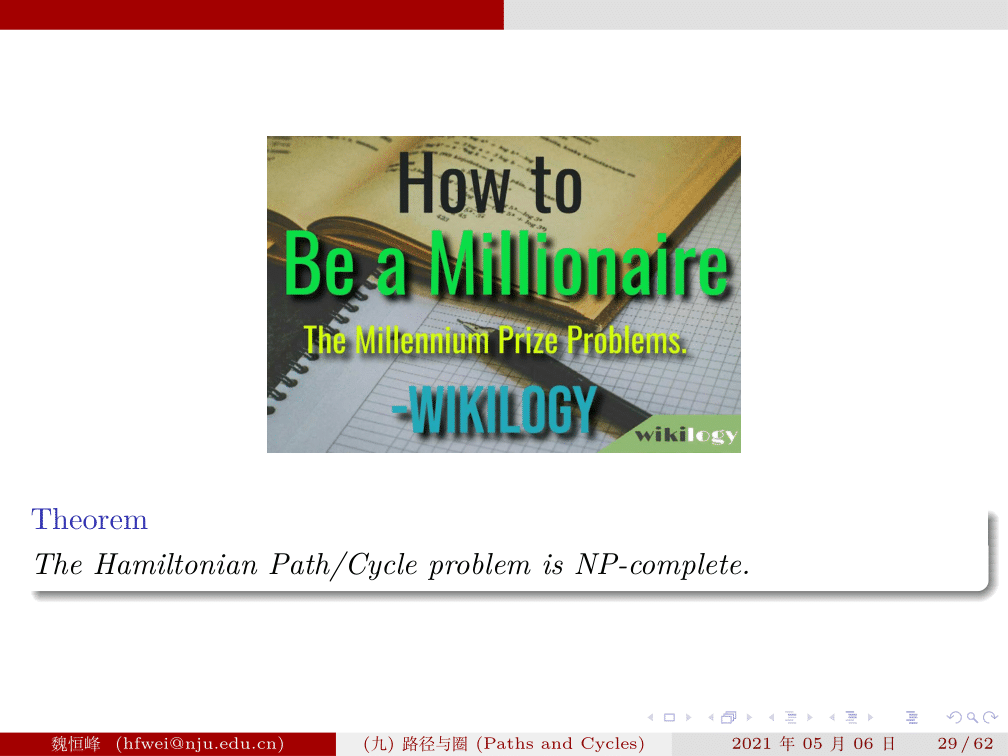 How to
Be a Millionaire
The Millennium Prize Problems.
-WIKILOGY
wikilogy
Theorem
The Hamiltonian Path/Cycle problem is NP-complete.
魏恒峰 (hfwei@nju.edu.cn) (九) 路径与圈 (Paths and Cycles) 2021 年 05 月 06 日 29 / 62